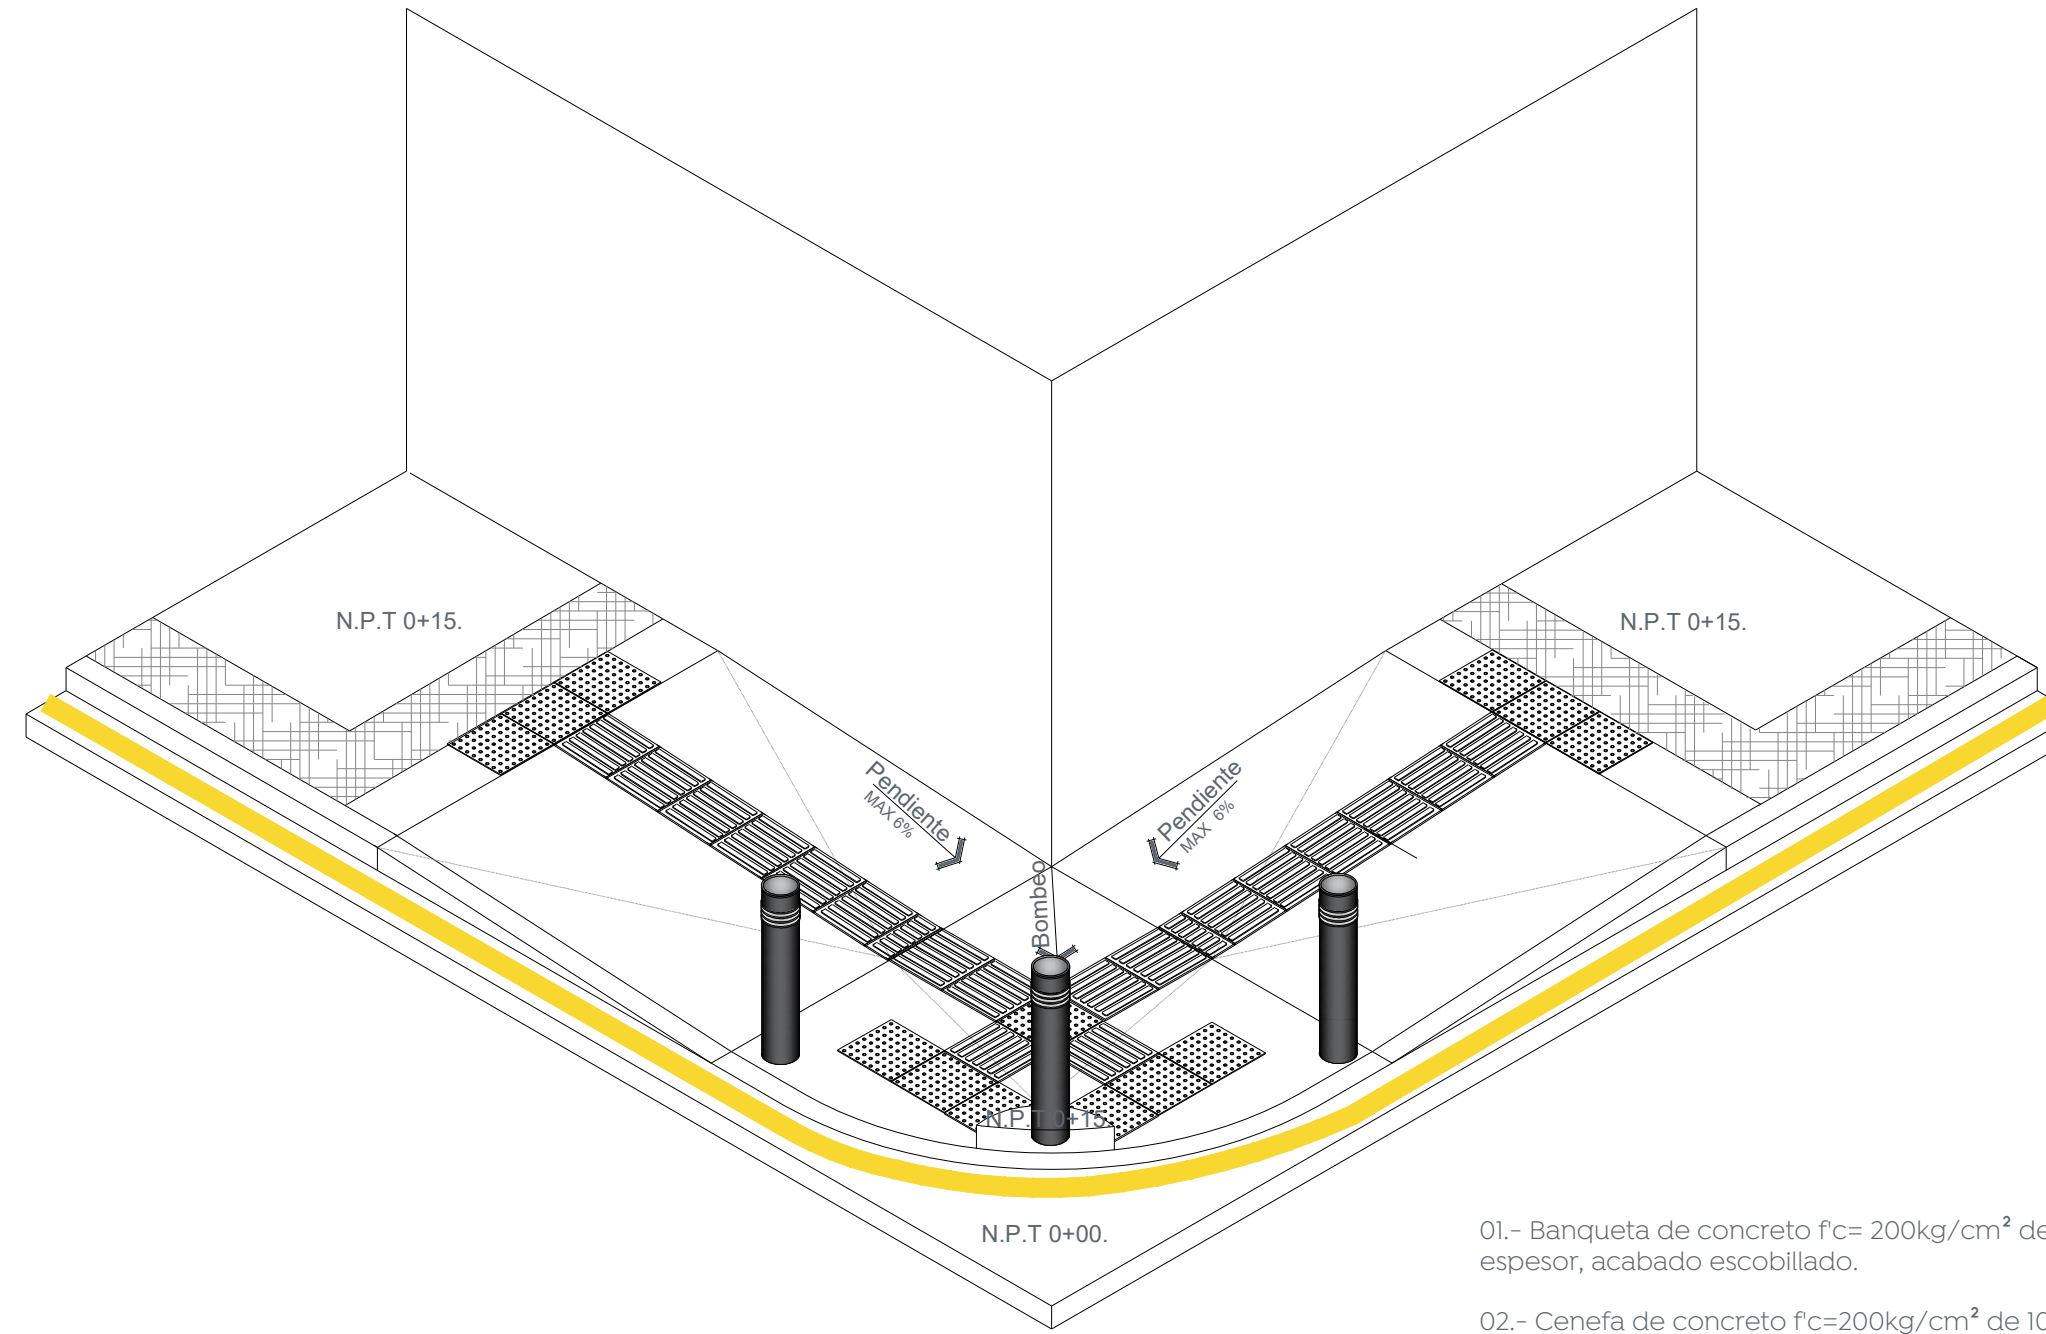 N.P.T 0+15.
N.P.T 0+15.
Pendiente
MAX 6%
Pendiente
MAX 6%
Bombeo
N.P.T 0+15.
N.P.T 0+00.
01.- Banqueta de concreto f'c= 200kg/cm² de
espesor, acabado escobillado.
02.- Cenefa de concreto f'c=200kg/cm² de 10